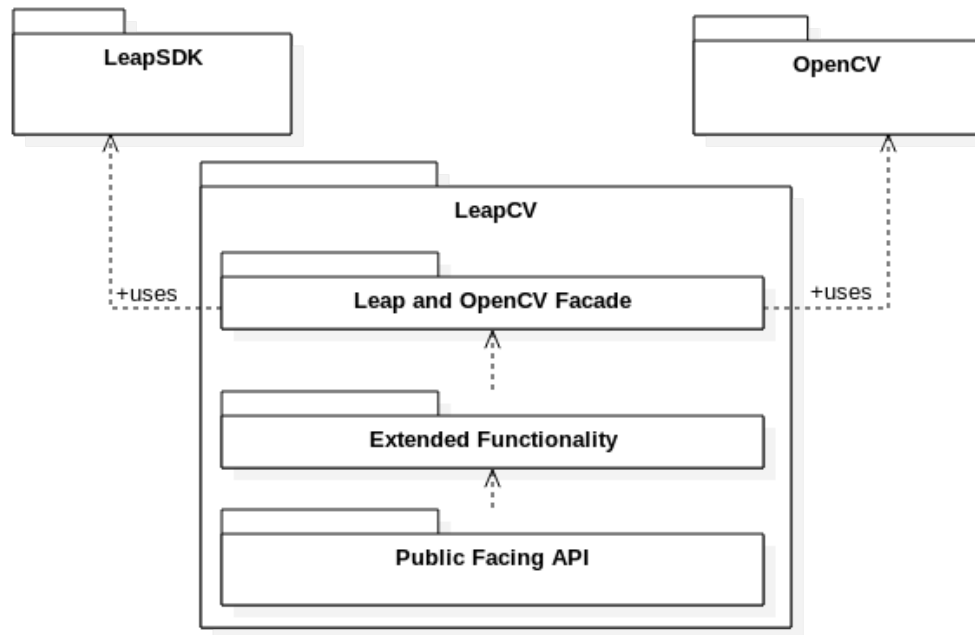 LeapSDK
OpenCV
LeapCV
Leap and OpenCV Facade
+uses
+uses
Extended Functionality
Public Facing API